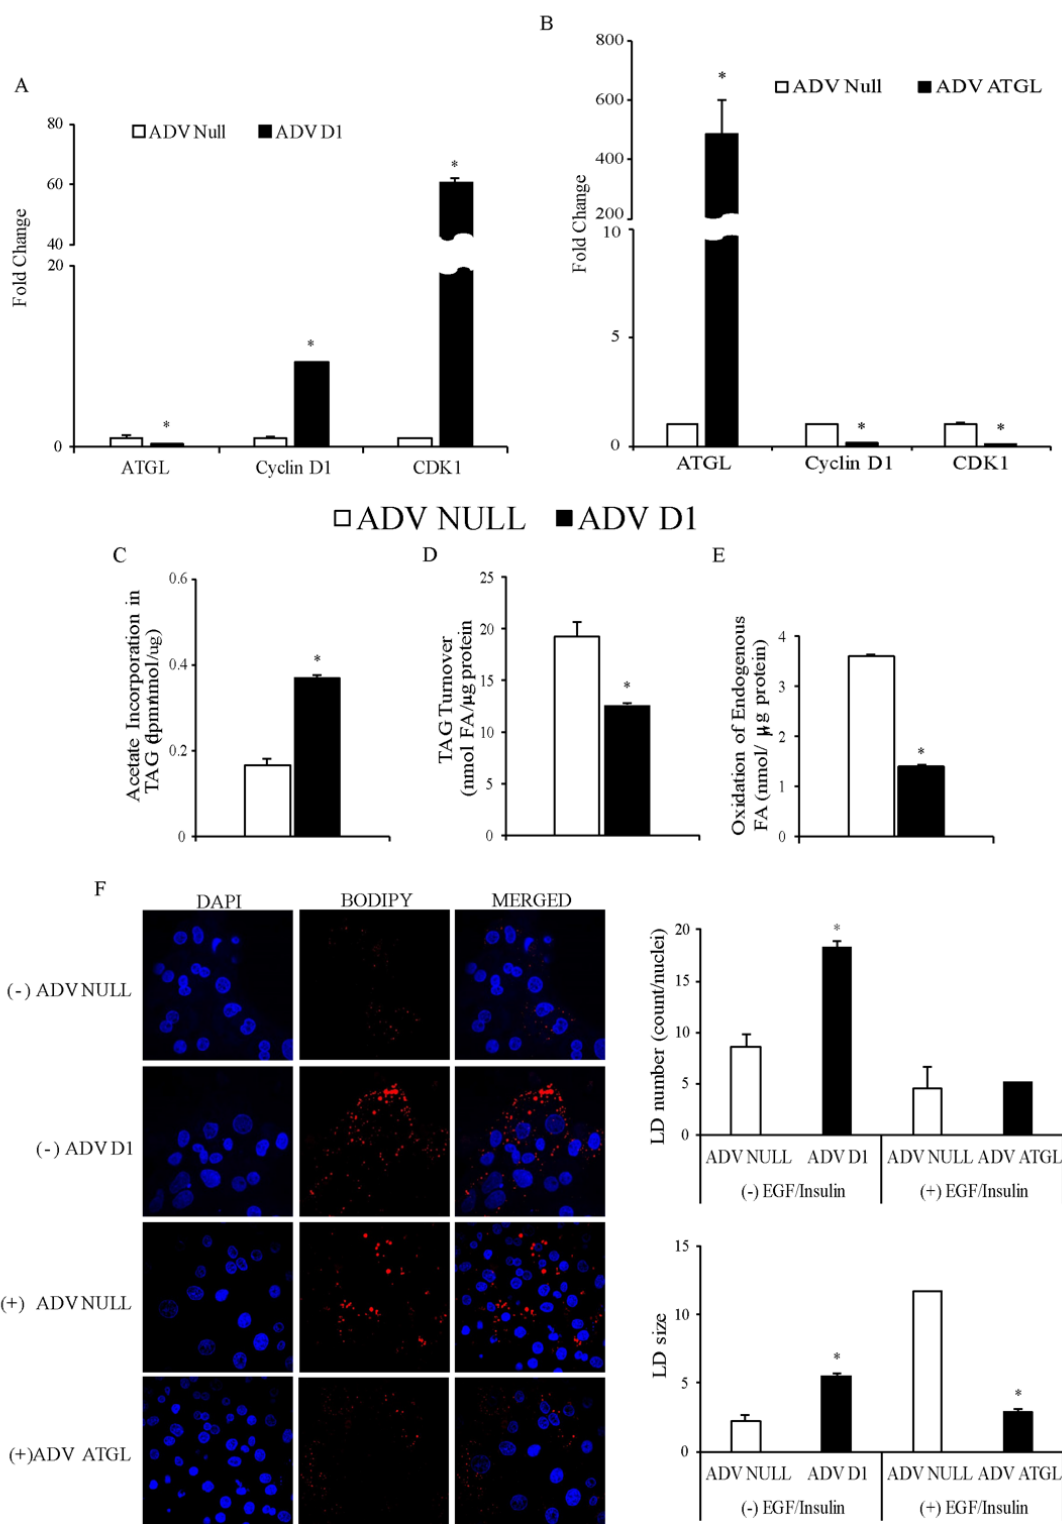 A
ADV Null ADV D1
Fold Change
80
60
40
20
0
*
*
*
ATGL Cyclin D1 CDK1
B
ADV Null ADV ATGL
Fold Change
800
600
400
200
10
5
0
*
*
*
ATGL Cyclin D1 CDK1
ADV NULL ADV D1
C
Acetate Incorporation in
0.6
0.4
0.2
0
*
D
TAG Turnover
(nmol FA/μg protein)
25
20
15
10
5
0
*
E
Oxidation of Endogenous
FA (nmol/ μg protein)
4
3
2
1
0
*
F
DAPI BODIPY MERGED
(-) ADV NULL
(-) ADV D1
(+) ADV NULL
(+)ADV ATGL
LD number (count/nuclei)
20
15
10
5
0
*
ADV NULL ADV D1 ADV NULL ADV ATGL
(-) EGF/Insulin (+) EGF/Insulin
LD size
15
10
5
0
*
*
ADV NULL ADV D1 ADV NULL ADV ATGL
(-) EGF/Insulin (+) EGF/Insulin